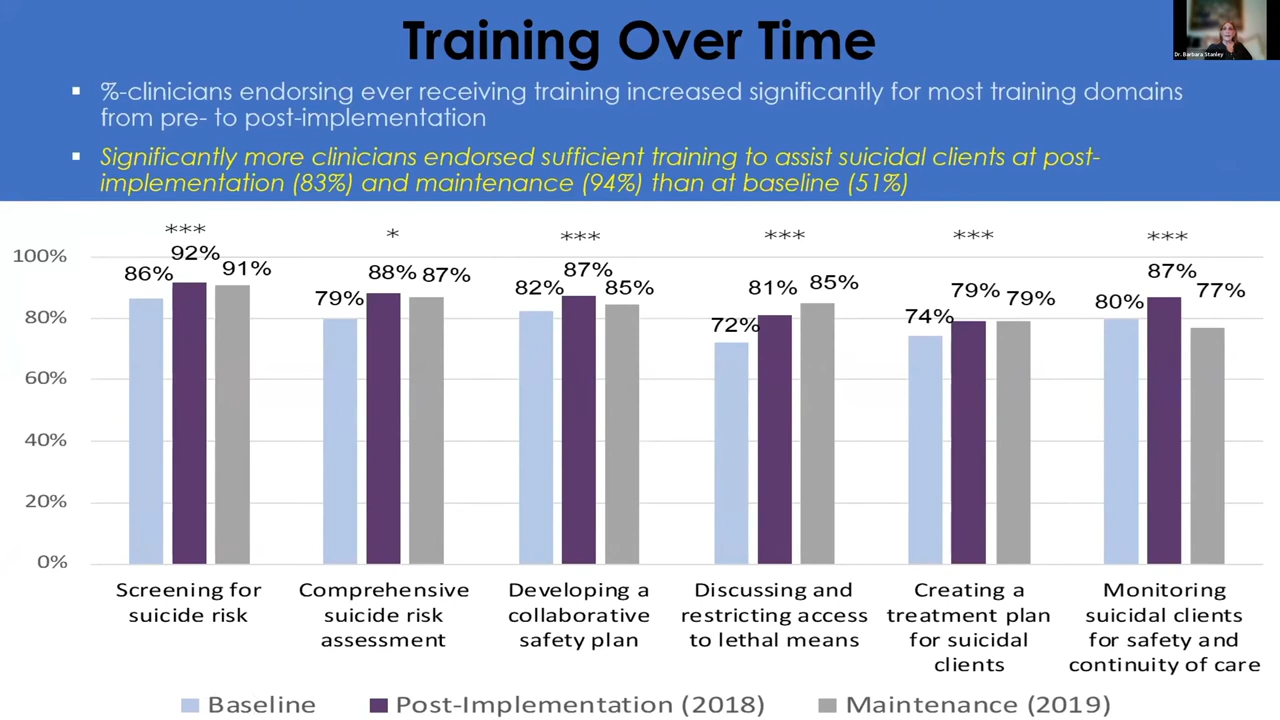 Training Over Time
Dr. Barbara Stanley
▪ %-clinicians endorsing ever receiving training increased significantly for most training domains
from pre- to post-implementation
▪ Significantly more clinicians endorsed sufficient training to assist suicidal clients at post-
implementation (83%) and maintenance (94%) than at baseline (51%)
*** * *** *** *** ***
100%
80%
60%
40%
20%
0%
86% 92% 91%
79% 88% 87%
82% 87% 85%
72% 81% 85%
74% 79% 79%
80% 87% 77%
Screening for
suicide risk
Comprehensive
suicide risk
assessment
Developing a
collaborative
safety plan
Discussing and
restricting access
to lethal means
Creating a
treatment plan
for suicidal
clients
Monitoring
suicidal clients
for safety and
continuity of care
Baseline Post-Implementation (2018) Maintenance (2019)